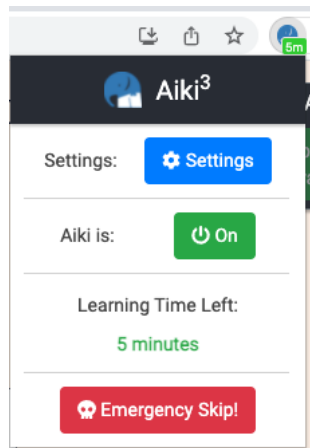 5m
Aiki³
Settings: Settings
Aiki is: On
Learning Time Left:
5 minutes
Emergency Skip!